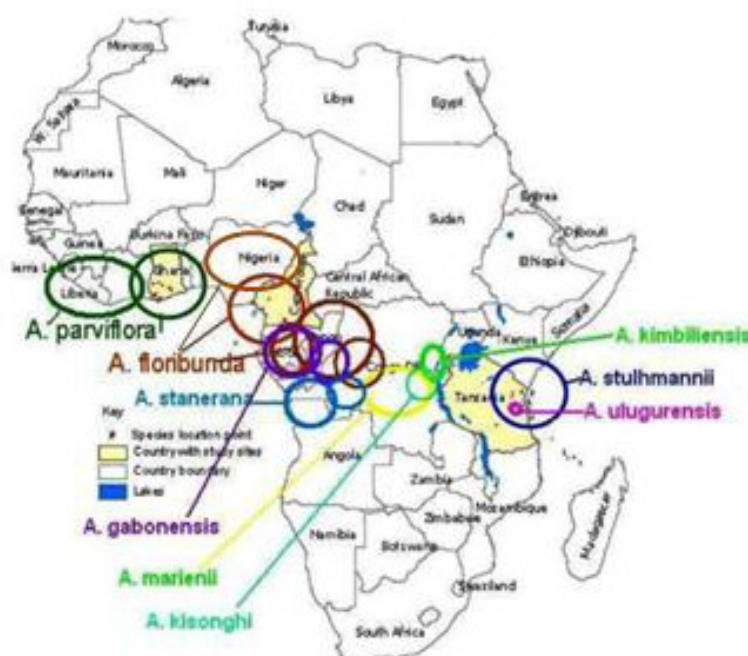 Tunisia
Morocco
Algeria
Libya
Egypt
W. Sahara
Mauritania
Mali
Niger
Chad
Sudan
Eritrea
Djibouti
Senegal
Guinea
Burkina Faso
Ghana
Nigeria
Ethiopia
Somalia
Central African
Republic
Liberia
A. parviflora
A. floribunda
Uganda
Kenya
A. kimbiliensis
A. stulhmannii
A. stanerana
Tanzania
A. ulugurensis
Key
Species location point
Country with study sites
Country boundary
Lakes
Angola
Zambia
A. gabonensis
Mozambique
Zimbabwe
Madagascar
Namibia
Botswana
A. marienii
Swaziland
A. kisonghi
South Africa